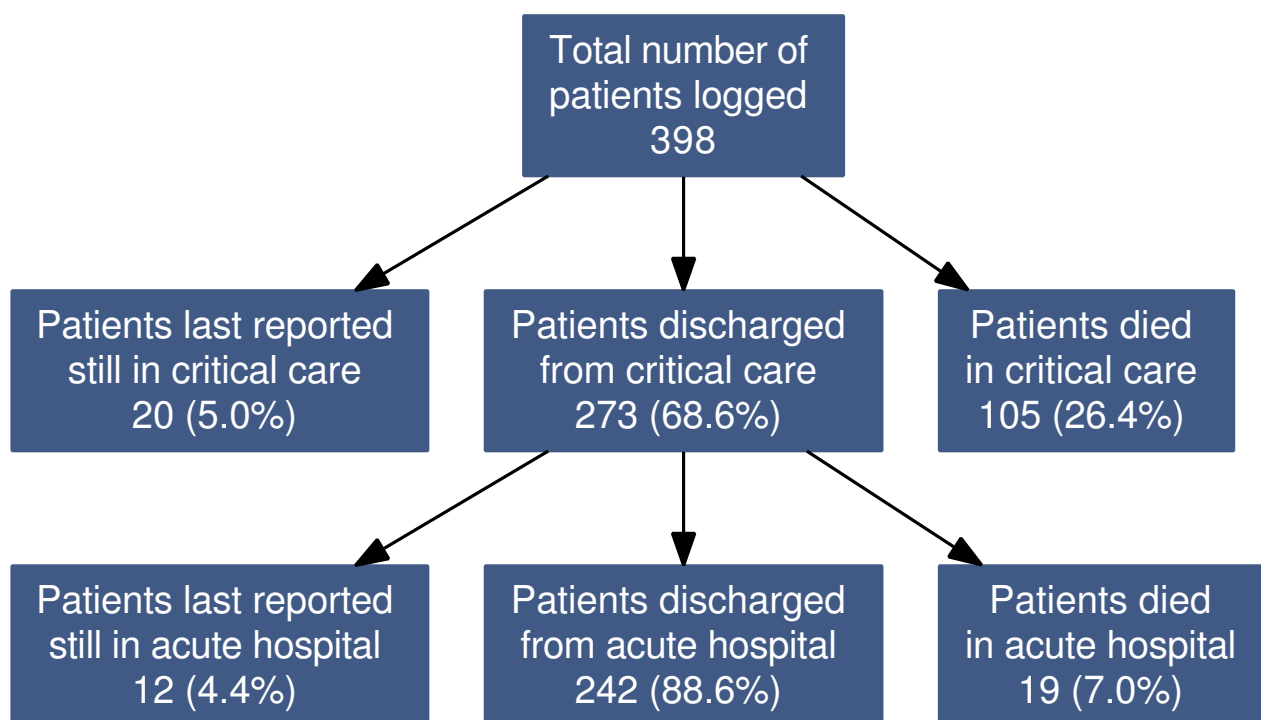 Total number of
patients logged
398
Patients last reported
still in critical care
20 (5.0%)
Patients discharged
from critical care
273 (68.6%)
Patients died
in critical care
105 (26.4%)
Patients last reported
still in acute hospital
12 (4.4%)
Patients discharged
from acute hospital
242 (88.6%)
Patients died
in acute hospital
19 (7.0%)